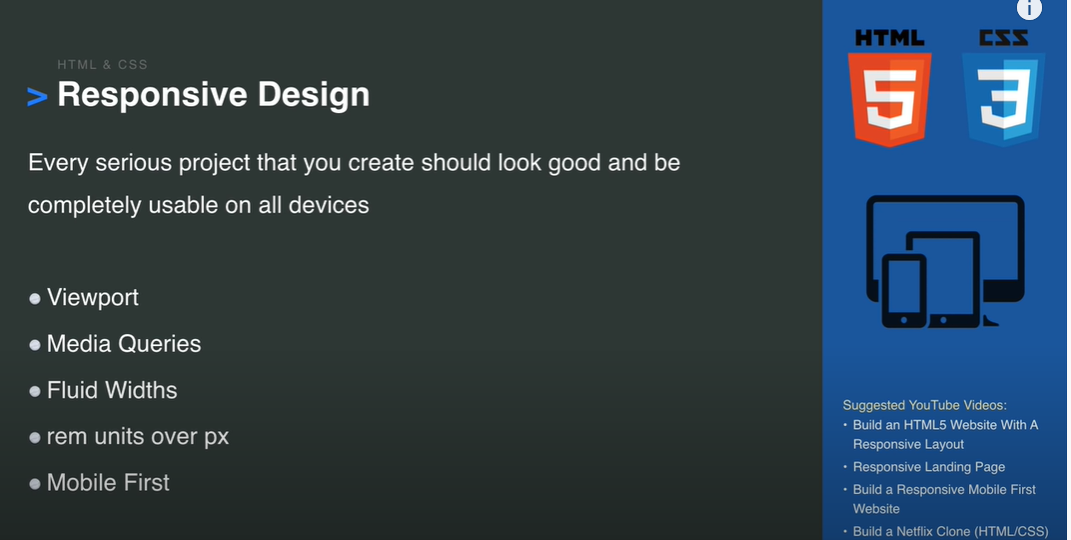 HTML & CSS
> Responsive Design
Every serious project that you create should look good and be
completely usable on all devices
● Viewport
● Media Queries
● Fluid Widths
● rem units over px
● Mobile First
i
HTML
5
CSS
3
Suggested YouTube Videos:
• Build an HTML5 Website With A
Responsive Layout
• Responsive Landing Page
• Build a Responsive Mobile First
Website
• Build a Netflix Clone (HTML/CSS)